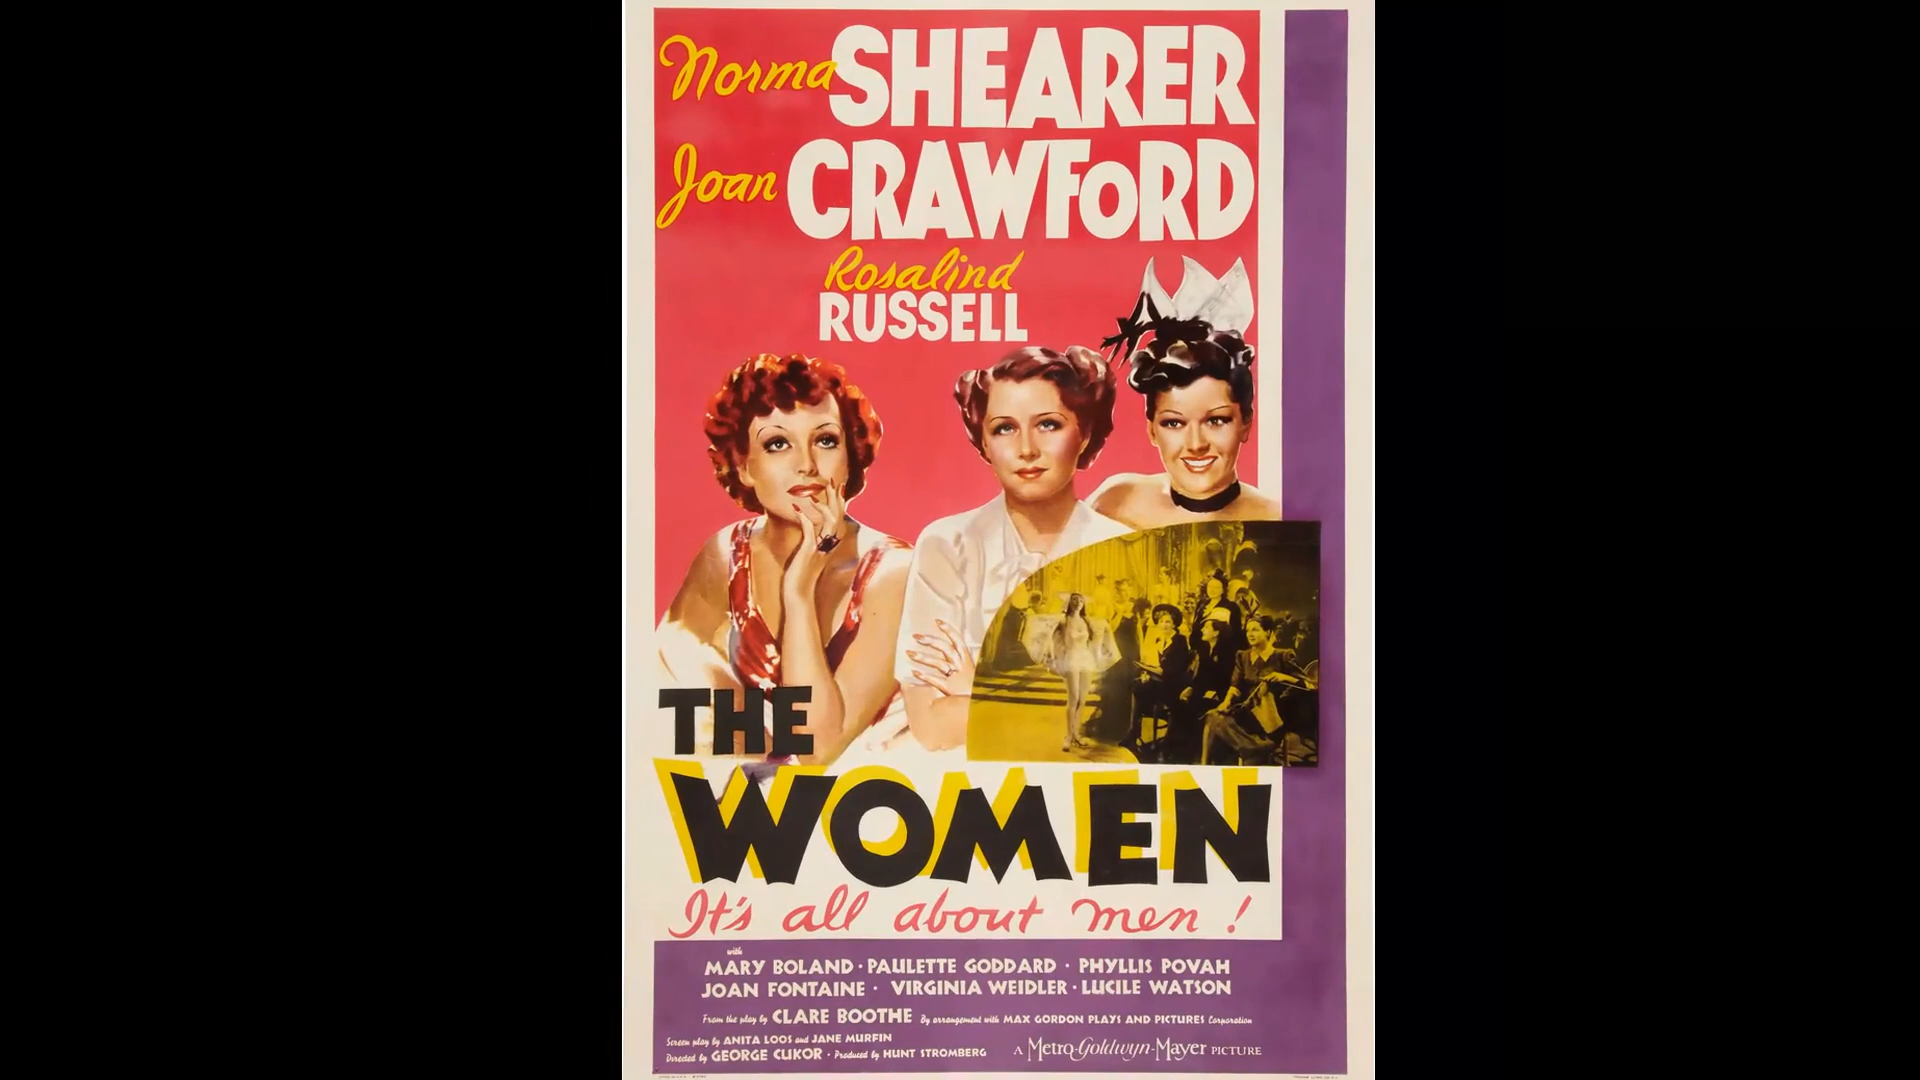 Norma SHEARER
Joan CRAWFORD
Rosalind
RUSSELL
THE
WOMEN
It's all about men!
with
MARY BOLAND · PAULETTE GODDARD · PHYLLIS POVAH
JOAN FONTAINE · VIRGINIA WEIDLER · LUCILE WATSON
From the play by CLARE BOOTHE By arrangement with MAX GORDON PLAYS AND PICTURES Corporation
Screen play by ANITA LOOS and JANE MURFIN
Directed by GEORGE CUKOR · Produced by HUNT STROMBERG
A Metro-Goldwyn-Mayer PICTURE